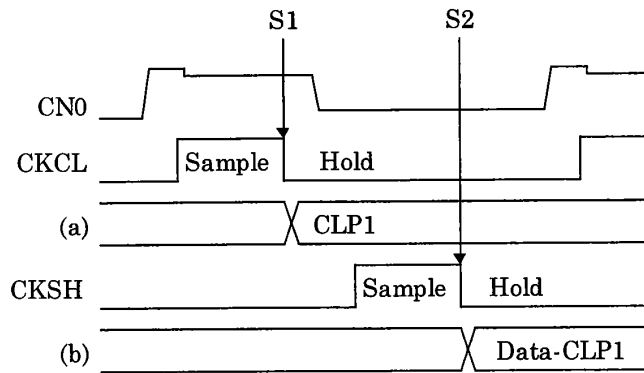 S1 S2
CN0
CKCL Sample Hold
(a) CLP1
CKSH Sample Hold
(b) Data-CLP1